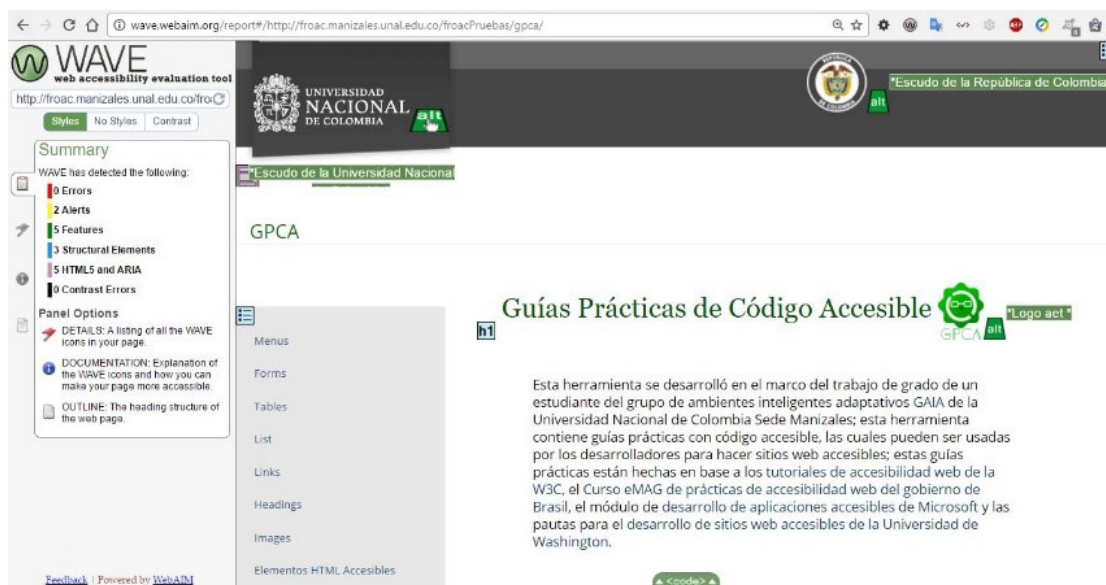 wave.webaim.org/report#/http://froac.manizales.unal.edu.co/froacPruebas/gpca/
WAVE
web accessibility evaluation tool
http://froac.manizales.unal.edu.co/fro
Styles No Styles Contrast
Summary
WAVE has detected the following:
0 Errors
2 Alerts
5 Features
3 Structural Elements
5 HTML5 and ARIA
0 Contrast Errors
Panel Options
DETAILS: A listing of all the WAVE
icons in your page.
DOCUMENTATION: Explanation of
the WAVE icons and how you can
make your page more accessible.
OUTLINE: The heading structure of
the web page.
Feedback | Powered by WebAIM
UNIVERSIDAD
NACIONAL
DE COLOMBIA
alt
*Escudo de la República de Colombia
alt
*Escudo de la Universidad Nacional
GPCA
Menus
Forms
Tables
List
Links
Headings
Images
Elementos HTML Accesibles
h1
Guías Prácticas de Código Accesible
GPCA
alt
Esta herramienta se desarrolló en el marco del trabajo de grado de un
estudiante del grupo de ambientes inteligentes adaptativos GAIA de la
Universidad Nacional de Colombia Sede Manizales; esta herramienta
contiene guías prácticas con código accesible, las cuales pueden ser usadas
por los desarrolladores para hacer sitios web accesibles; estas guías
prácticas están hechas en base a los tutoriales de accesibilidad web de la
W3C, el Curso eMAG de prácticas de accesibilidad web del gobierno de
Brasil, el módulo de desarrollo de aplicaciones accesibles de Microsoft y las
pautas para el desarrollo de sitios web accesibles de la Universidad de
Washington.
▲ <code> ▲